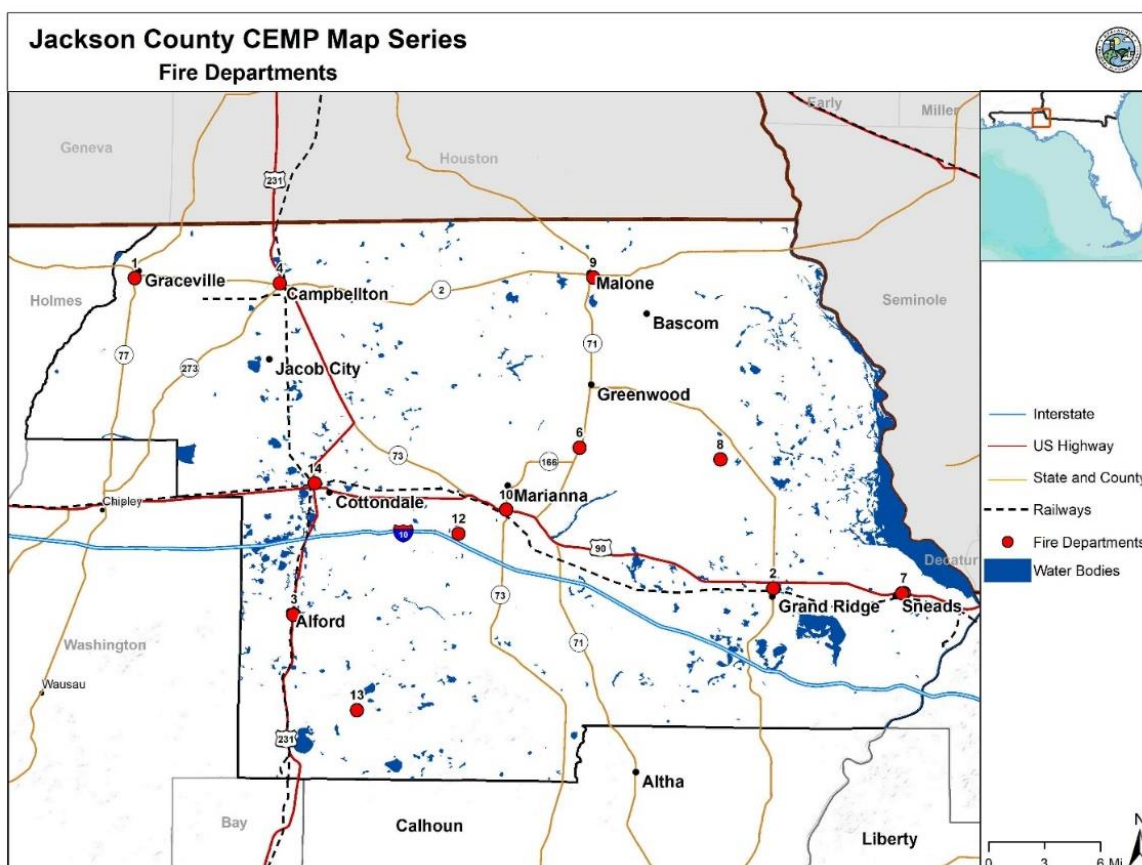 Jackson County CEMP Map Series
Fire Departments
Early
Miller
Geneva
Houston
231
1
Graceville
4
Campbellton
9
Malone
2
Holmes
Seminole
Bascom
77
273
71
Jacob City
Greenwood
6
8
73
166
14
Cottondale
10
Marianna
Chipley
12
10
90
Decatur
2
Grand Ridge
7
Sneads
3
Alford
73
71
Washington
Wausau
13
231
Altha
Bay
Calhoun
Liberty
Interstate
US Highway
State and County
Railways
Fire Departments
Water Bodies
N
0 3 6 Mi